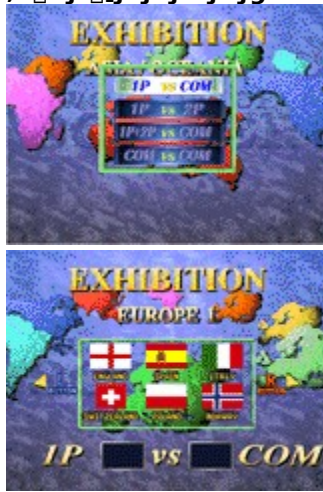 EXHIBITION
1P vs COM
1P vs 2P
1P+2P vs COM
COM vs COM
EXHIBITION
EUROPE 1
ENGLAND SPAIN ITALY
SWITZERLAND POLAND NORWAY
1P vs COM